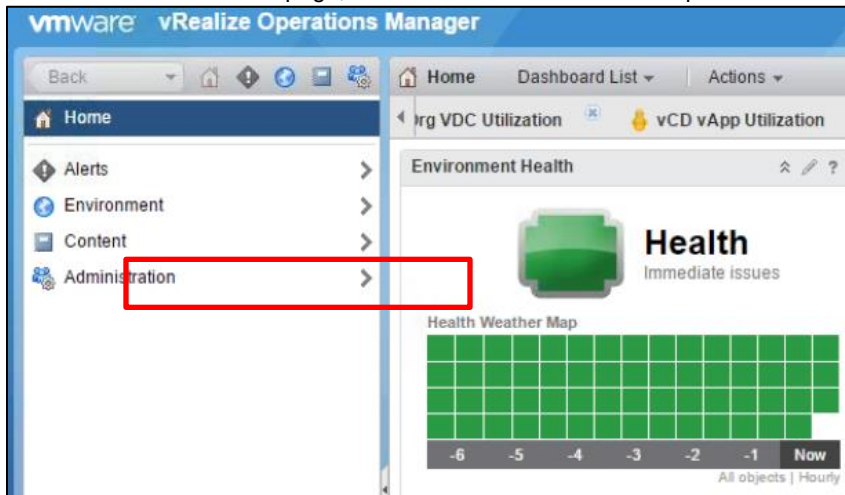 vmware vRealize Operations Manager
Back
Home Dashboard List Actions
Home
rg VDC Utilization vCD vApp Utilization
Alerts
Environment
Content
Administration
Environment Health ?
Health
Immediate issues
Health Weather Map
-6 -5 -4 -3 -2 -1 Now
All objects | Hourly